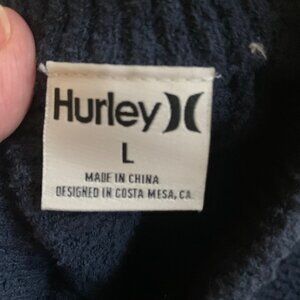 Hurley
L
MADE IN CHINA
DESIGNED IN COSTA MESA, CA.